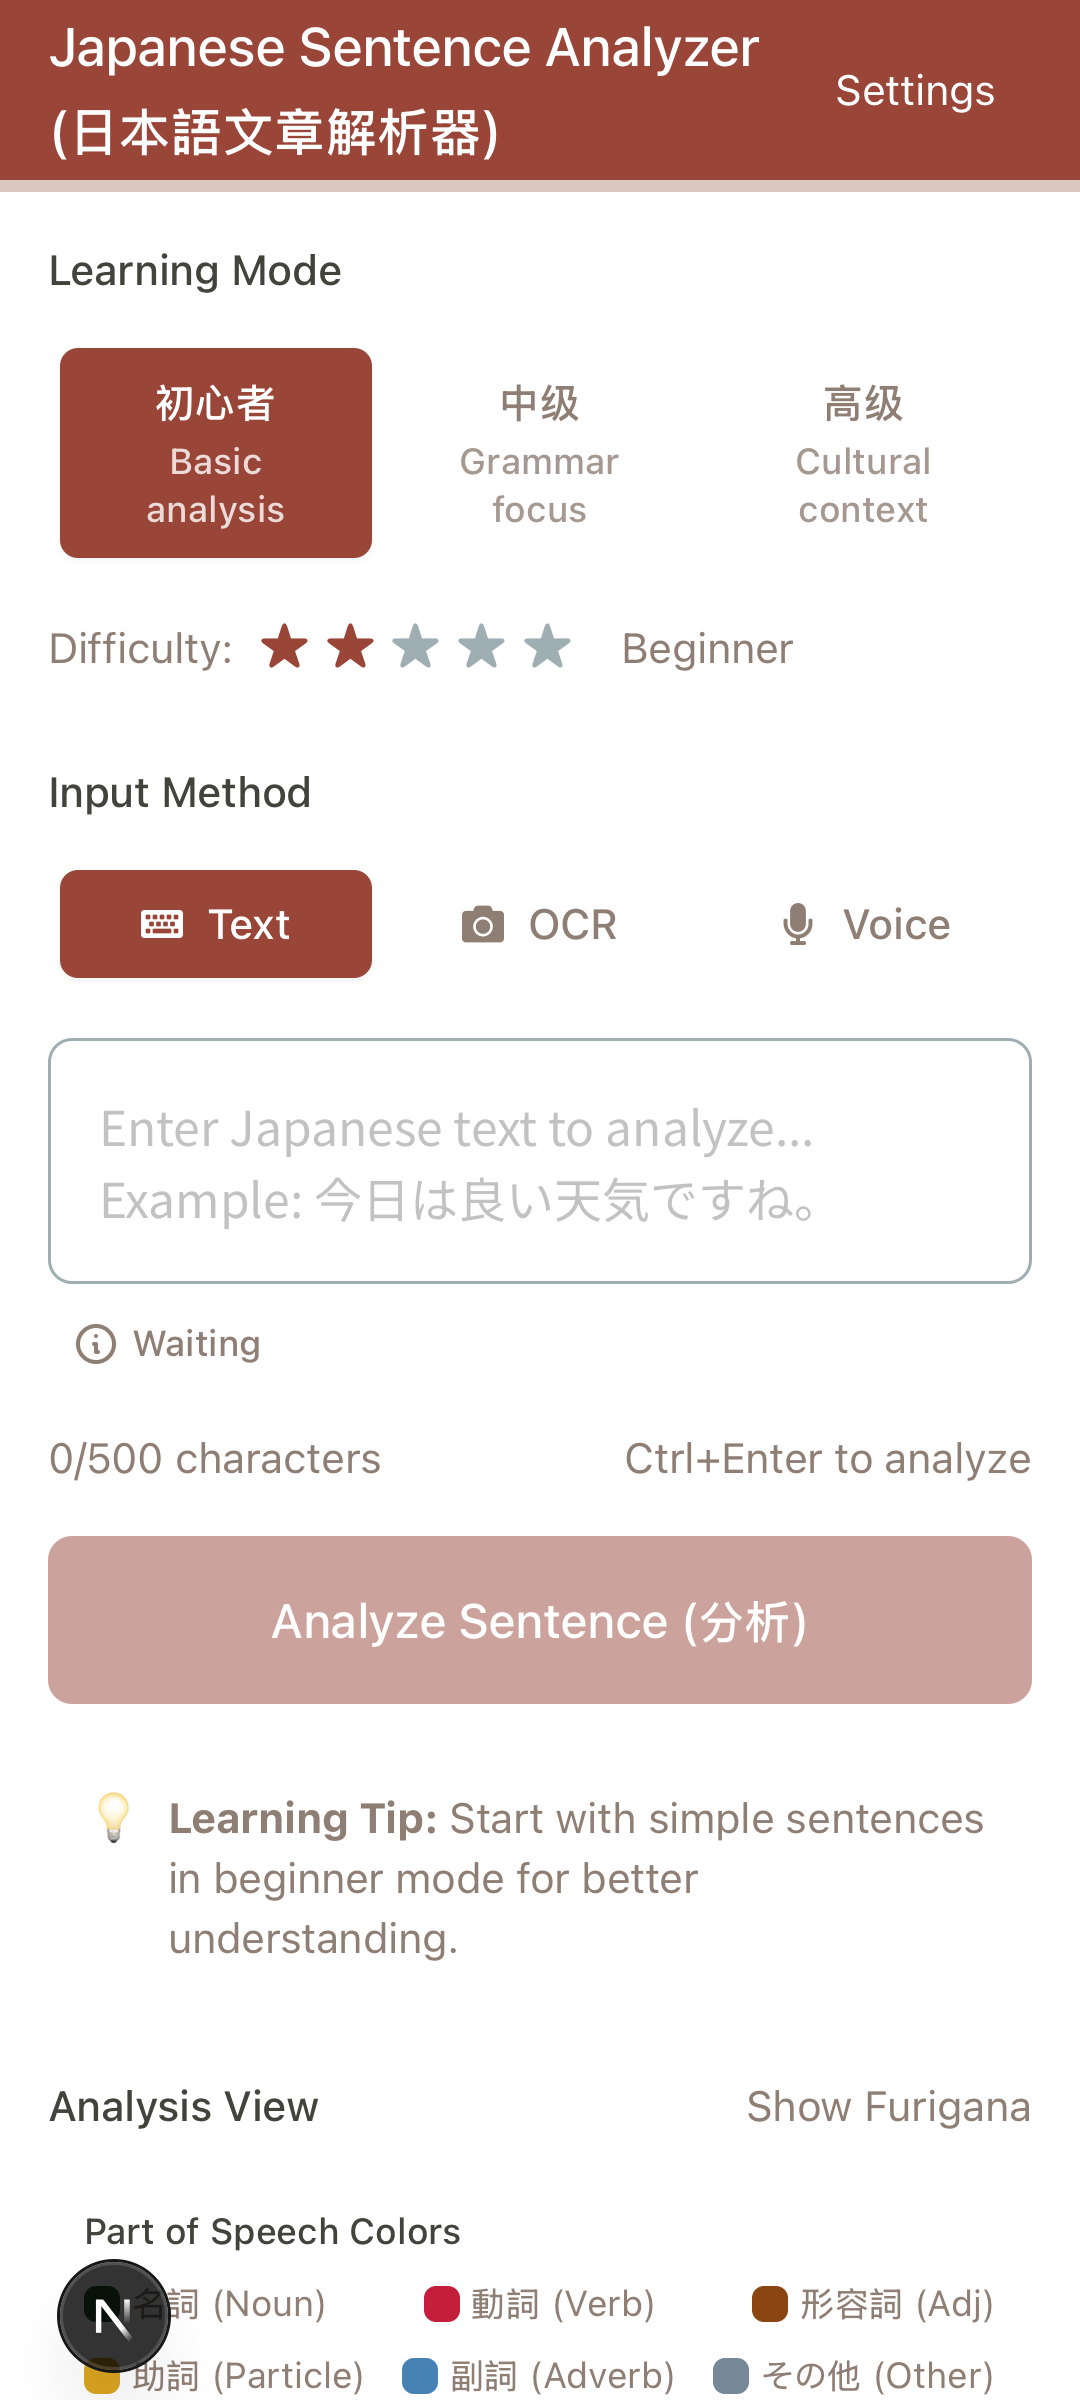 Japanese Sentence Analyzer
(日本語文章解析器)
Settings
Learning Mode
初心者
Basic
analysis
中级
Grammar
focus
高级
Cultural
context
Difficulty:
Beginner
Input Method
Text
OCR
Voice
Enter Japanese text to analyze...
Example: 今日は良い天気ですね。
Waiting
0/500 characters
Ctrl+Enter to analyze
Analyze Sentence (分析)
Learning Tip: Start with simple sentences
in beginner mode for better
understanding.
Analysis View
Show Furigana
Part of Speech Colors
名詞 (Noun)
動詞 (Verb)
形容詞 (Adj)
N
助詞 (Particle)
副詞 (Adverb)
その他 (Other)